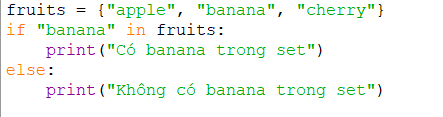 fruits = {"apple", "banana", "cherry"}
if "banana" in fruits:
    print("Có banana trong set")
else:
    print("Không có banana trong set")